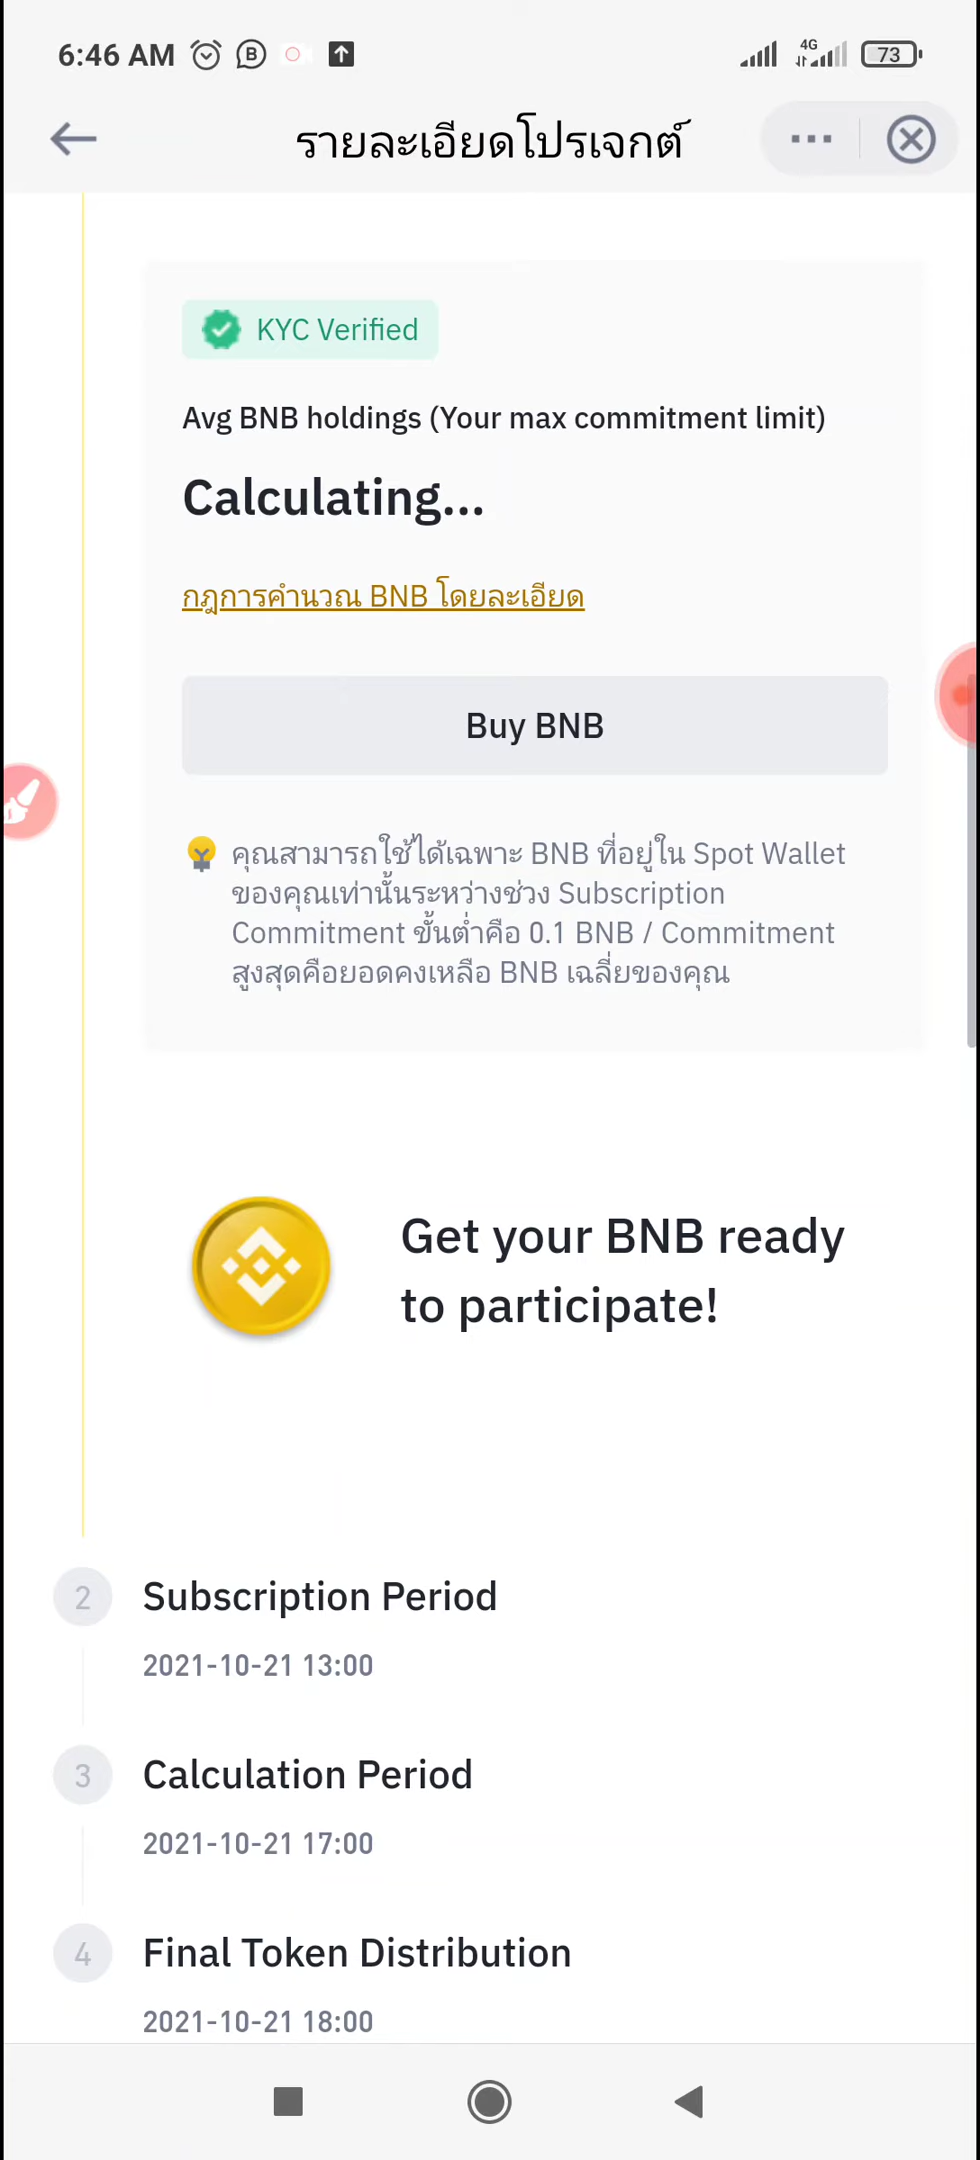 6:46 AM
4G
73
รายละเอียดโปรเจกต์
KYC Verified
Avg BNB holdings (Your max commitment limit)
Calculating...
กฎการคำนวณ BNB โดยละเอียด
Buy BNB
คุณสามารถใช้ได้เฉพาะ BNB ที่อยู่ใน Spot Wallet
ของคุณเท่านั้นระหว่างช่วง Subscription
Commitment ขั้นต่ำคือ 0.1 BNB / Commitment
สูงสุดคือยอดคงเหลือ BNB เฉลี่ยของคุณ
Get your BNB ready
to participate!
2 Subscription Period
2021-10-21 13:00
3 Calculation Period
2021-10-21 17:00
4 Final Token Distribution
2021-10-21 18:00